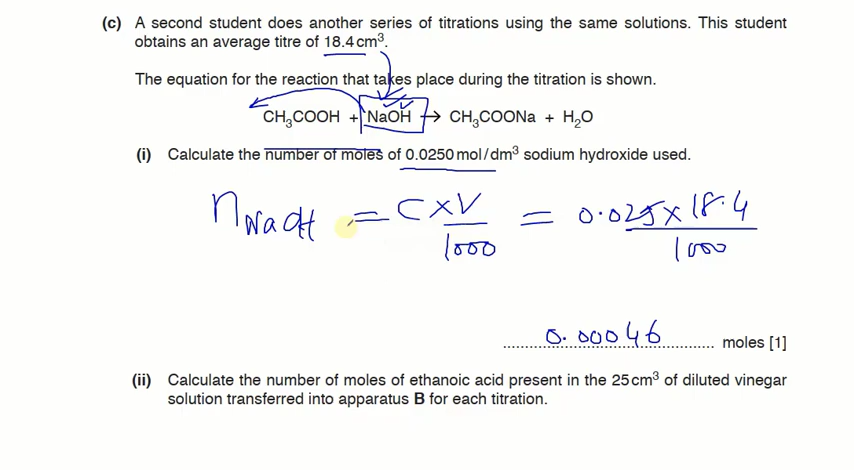 (c) A second student does another series of titrations using the same solutions. This student
obtains an average titre of 18.4 cm³.
The equation for the reaction that takes place during the titration is shown.
CH₃COOH + NaOH → CH₃COONa + H₂O
(i) Calculate the number of moles of 0.0250 mol/dm³ sodium hydroxide used.
n NaOH = C×V/1000 = 0.025×18.4/1000
0.00046 moles [1]
(ii) Calculate the number of moles of ethanoic acid present in the 25 cm³ of diluted vinegar
solution transferred into apparatus B for each titration.